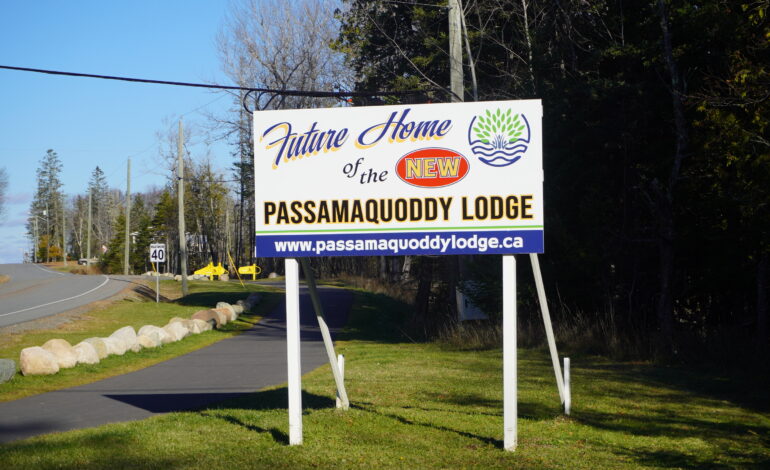 Future Home
of the NEW
PASSAMAQUODDY LODGE
www.passamaquoddylodge.ca
40